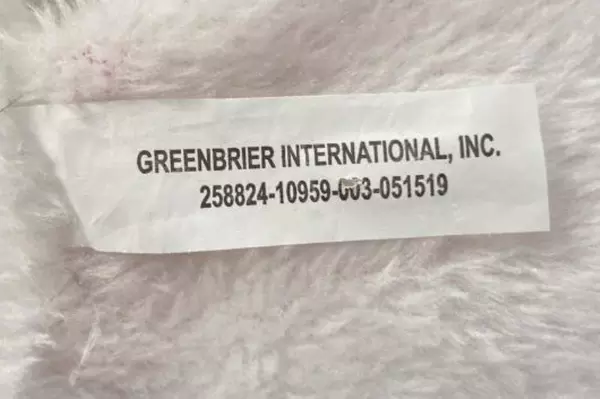 GREENBRIER INTERNATIONAL, INC.
258824-10959-003-051519